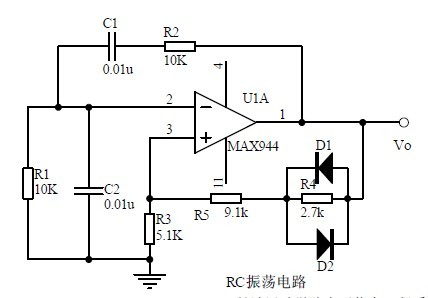 C1
R2
0.01u
10K
4
U1A
2
1
3
MAX944
Vo
R1
10K
C2
0.01u
11
D1
R3
5.1K
R5
9.1k
R4
2.7k
D2
RC振荡电路